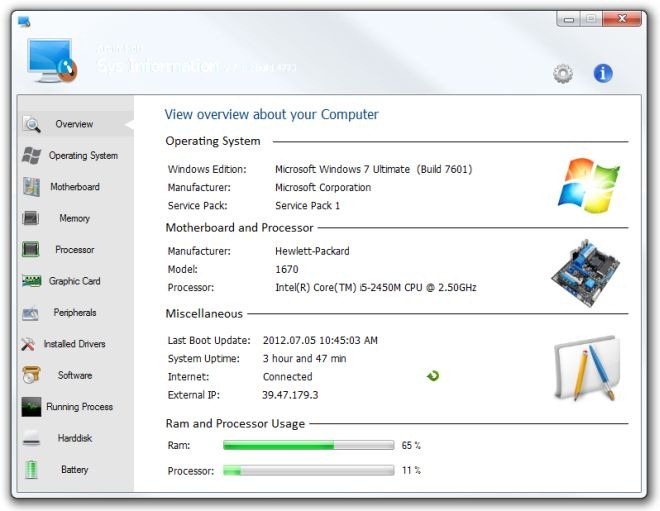 Sys Information
View overview about your Computer
Overview
Operating System
Motherboard
Memory
Processor
Graphic Card
Peripherals
Installed Drivers
Software
Running Process
Harddisk
Battery
Operating System
Windows Edition: Microsoft Windows 7 Ultimate (Build 7601)
Manufacturer: Microsoft Corporation
Service Pack: Service Pack 1
Motherboard and Processor
Manufacturer: Hewlett-Packard
Model: 1670
Processor: Intel(R) Core(TM) i5-2450M CPU @ 2.50GHz
Miscellaneous
Last Boot Update: 2012.07.05 10:45:03 AM
System Uptime: 3 hour and 47 min
Internet: Connected
External IP: 39.47.179.3
Ram and Processor Usage
Ram: 65 %
Processor: 11 %